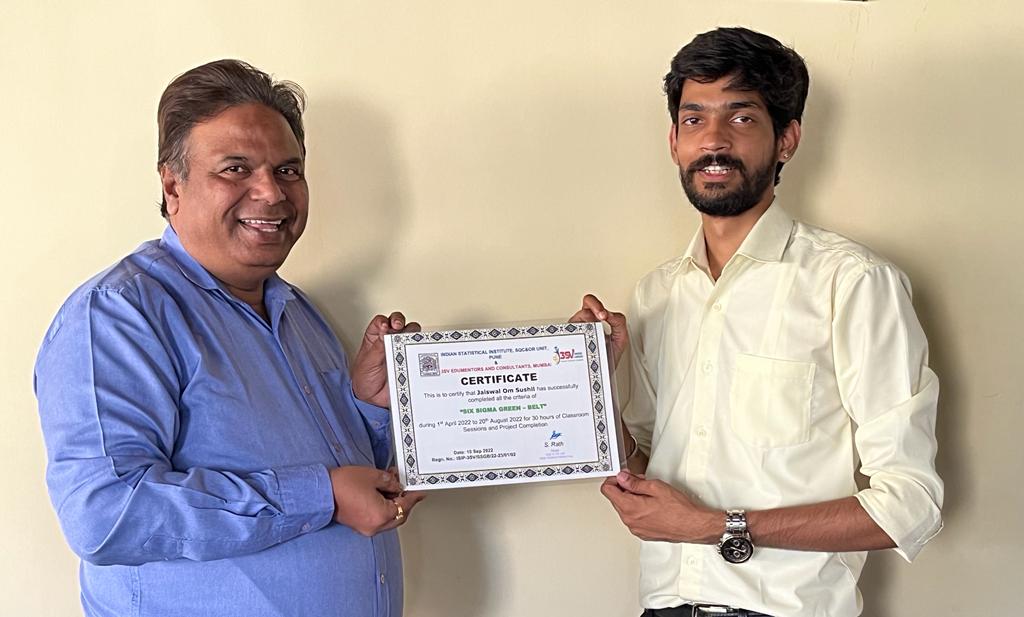 INDIAN STATISTICAL INSTITUTE, SQC&OR UNIT,
PUNE
&
3SV EDUMENTORS AND CONSULTANTS, MUMBAI
3SV
CERTIFICATE
This is to certify that Jaiswal Om Sushil has successfully
completed all the criteria of
"SIX SIGMA GREEN – BELT"
during 1st April 2022 to 20th August 2022 for 30 hours of Classroom
Sessions and Project Completion
S. Rath
Date: 10 Sep 2022
Regn. No.: ISIP-3SV/SSGB/22-23/01/02